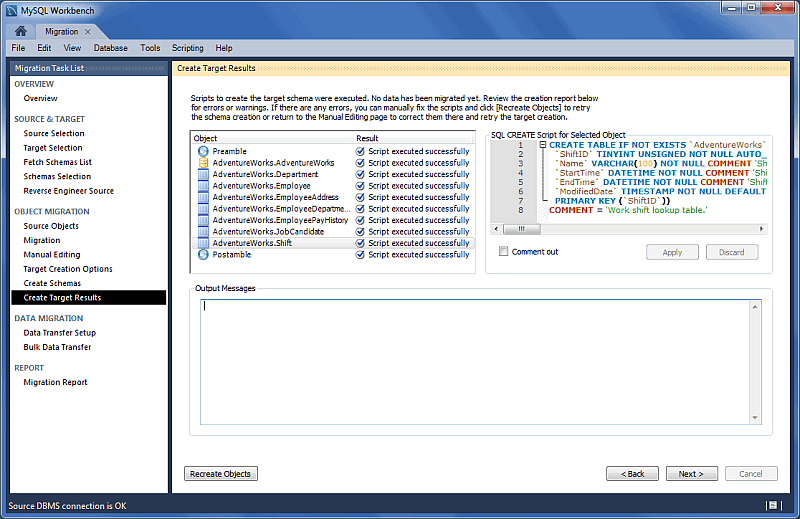 MySQL Workbench
Migration
File Edit View Database Tools Scripting Help
Migration Task List
OVERVIEW
Overview
SOURCE & TARGET
Source Selection
Target Selection
Fetch Schemas List
Schemas Selection
Reverse Engineer Source
OBJECT MIGRATION
Source Objects
Migration
Manual Editing
Target Creation Options
Create Schemas
Create Target Results
DATA MIGRATION
Data Transfer Setup
Bulk Data Transfer
REPORT
Migration Report
Create Target Results
Scripts to create the target schema were executed. No data has been migrated yet. Review the creation report below
for errors or warnings. If there are any errors, you can manually fix the scripts and click [Recreate Objects] to retry
the schema creation or return to the Manual Editing page to correct them there and retry the target creation.
Object Result
Preamble Script executed successfully
AdventureWorks.AdventureWorks Script executed successfully
AdventureWorks.Department Script executed successfully
AdventureWorks.Employee Script executed successfully
AdventureWorks.EmployeeAddress Script executed successfully
AdventureWorks.EmployeeDepartme... Script executed successfully
AdventureWorks.EmployeePayHistory Script executed successfully
AdventureWorks.JobCandidate Script executed successfully
AdventureWorks.Shift Script executed successfully
Postamble Script executed successfully
SQL CREATE Script for Selected Object
1 CREATE TABLE IF NOT EXISTS `AdventureWorks`
2 `ShiftID` TINYINT UNSIGNED NOT NULL AUTO_
3 `Name` VARCHAR(100) NOT NULL COMMENT 'Sh
4 `StartTime` DATETIME NOT NULL COMMENT 'Shi
5 `EndTime` DATETIME NOT NULL COMMENT 'Shift
6 `ModifiedDate` TIMESTAMP NOT NULL DEFAULT
7 PRIMARY KEY (`ShiftID`))
8 COMMENT = 'Work shift lookup table.'
Comment out
Apply Discard
Output Messages
Recreate Objects
< Back Next > Cancel
Source DBMS connection is OK